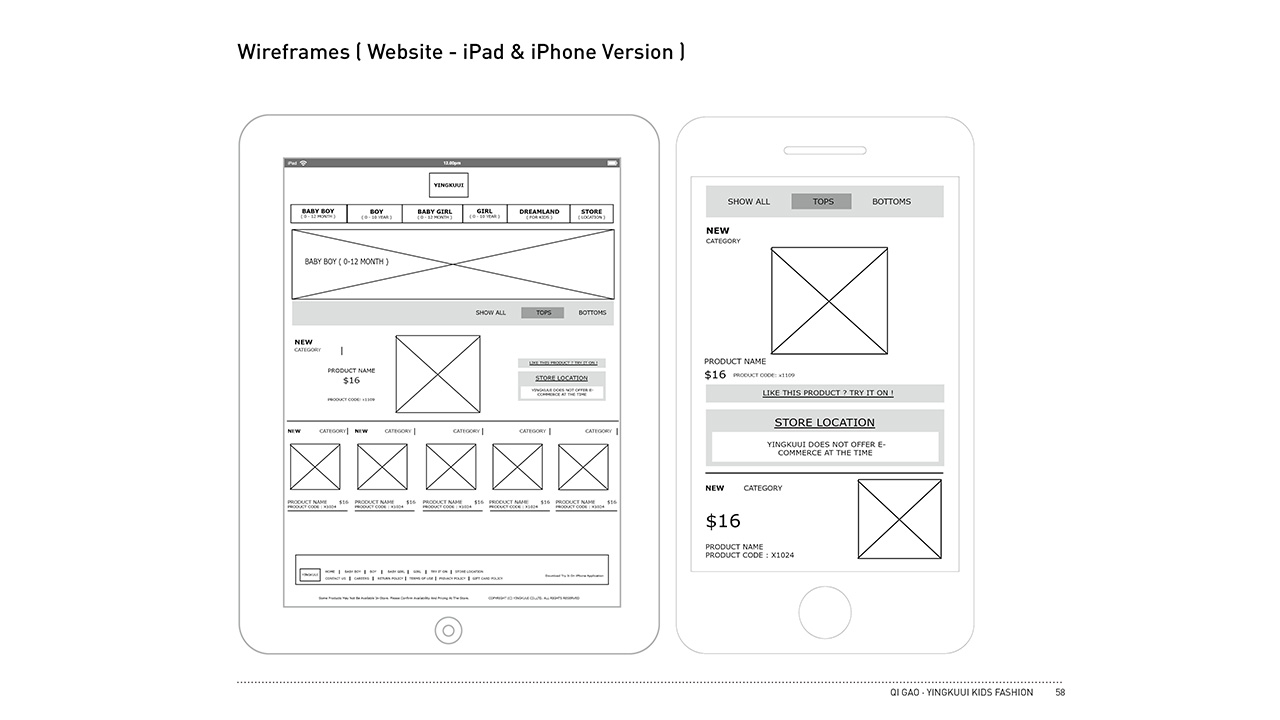 Wireframes ( Website - iPad & iPhone Version )
iPad
12.00pm
YINGKUUI
BABY BOY
( 0 - 12 MONTH )
BOY
( 0 - 10 YEAR )
BABY GIRL
( 0 - 12 MONTH )
GIRL
( 0 - 10 YEAR )
DREAMLAND
( FOR KIDS )
STORE
( LOCATION )
BABY BOY ( 0-12 MONTH )
SHOW ALL TOPS BOTTOMS
NEW
CATEGORY
PRODUCT NAME
$16
PRODUCT CODE: x1109
LIKE THIS PRODUCT ? TRY IT ON !
STORE LOCATION
YINGKUUI DOES NOT OFFER E-
COMMERCE AT THE TIME
NEW CATEGORY NEW CATEGORY CATEGORY CATEGORY CATEGORY
PRODUCT NAME $16 PRODUCT NAME $16 PRODUCT NAME $16 PRODUCT NAME $16 PRODUCT NAME $16
PRODUCT CODE : X1024 PRODUCT CODE : X1024 PRODUCT CODE : X1024 PRODUCT CODE : X1024 PRODUCT CODE : X1024
YINGKUUI
HOME | BABY BOY | BOY | BABY GIRL | GIRL | TRY IT ON | STORE LOCATION
CONTACT US | CAREERS | RETURN POLICY | TERMS OF USE | PRIVACY POLICY | GIFT CARD POLICY
Download Try It On iPhone Application
Some Products May Not Be Available In Store. Please Confirm Availability And Pricing At The Store.
COPYRIGHT (C) YINGKUUI CO.,LTD. ALL RIGHTS RESERVED
SHOW ALL TOPS BOTTOMS
NEW
CATEGORY
PRODUCT NAME
$16 PRODUCT CODE: x1109
LIKE THIS PRODUCT ? TRY IT ON !
STORE LOCATION
YINGKUUI DOES NOT OFFER E-
COMMERCE AT THE TIME
NEW CATEGORY
$16
PRODUCT NAME
PRODUCT CODE : X1024
QI GAO - YINGKUUI KIDS FASHION 58